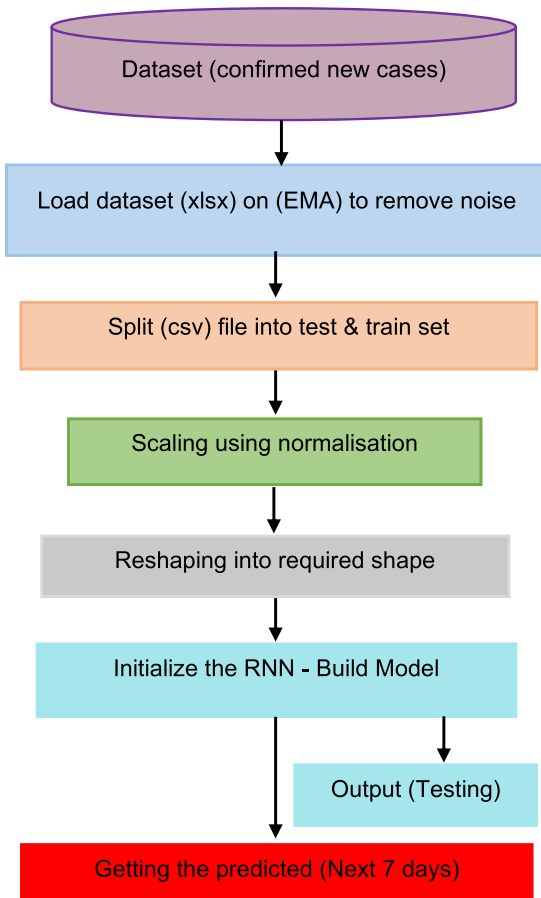 Dataset (confirmed new cases)
Load dataset (xlsx) on (EMA) to remove noise
Split (csv) file into test & train set
Scaling using normalisation
Reshaping into required shape
Initialize the RNN - Build Model
Output (Testing)
Getting the predicted (Next 7 days)